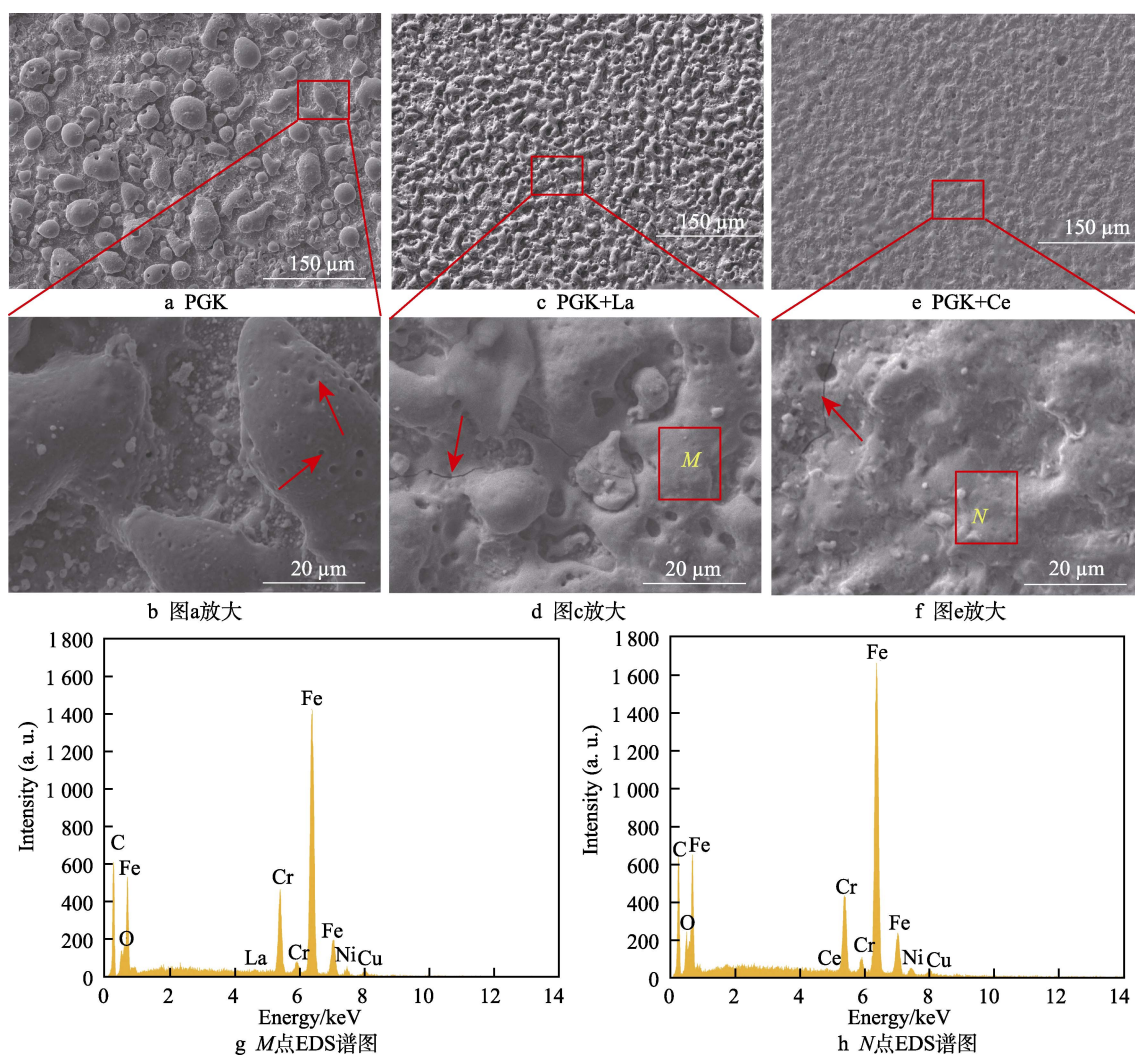 150 μm
150 μm
150 μm
a PGK
c PGK+La
e PGK+Ce
M
N
20 μm
20 μm
20 μm
b 图a放大
d 图c放大
f 图e放大
1 800
1 600
1 400
1 200
1 000
800
600
400
200
0
Intensity (a. u.)
C
Fe
O
La
Cr
Cr
Fe
Fe
Ni
Cu
0 2 4 6 8 10 12 14
Energy/keV
g M点EDS谱图
1 800
1 600
1 400
1 200
1 000
800
600
400
200
0
Intensity (a. u.)
C
Fe
O
Ce
Cr
Cr
Fe
Fe
Ni
Cu
0 2 4 6 8 10 12 14
Energy/keV
h N点EDS谱图